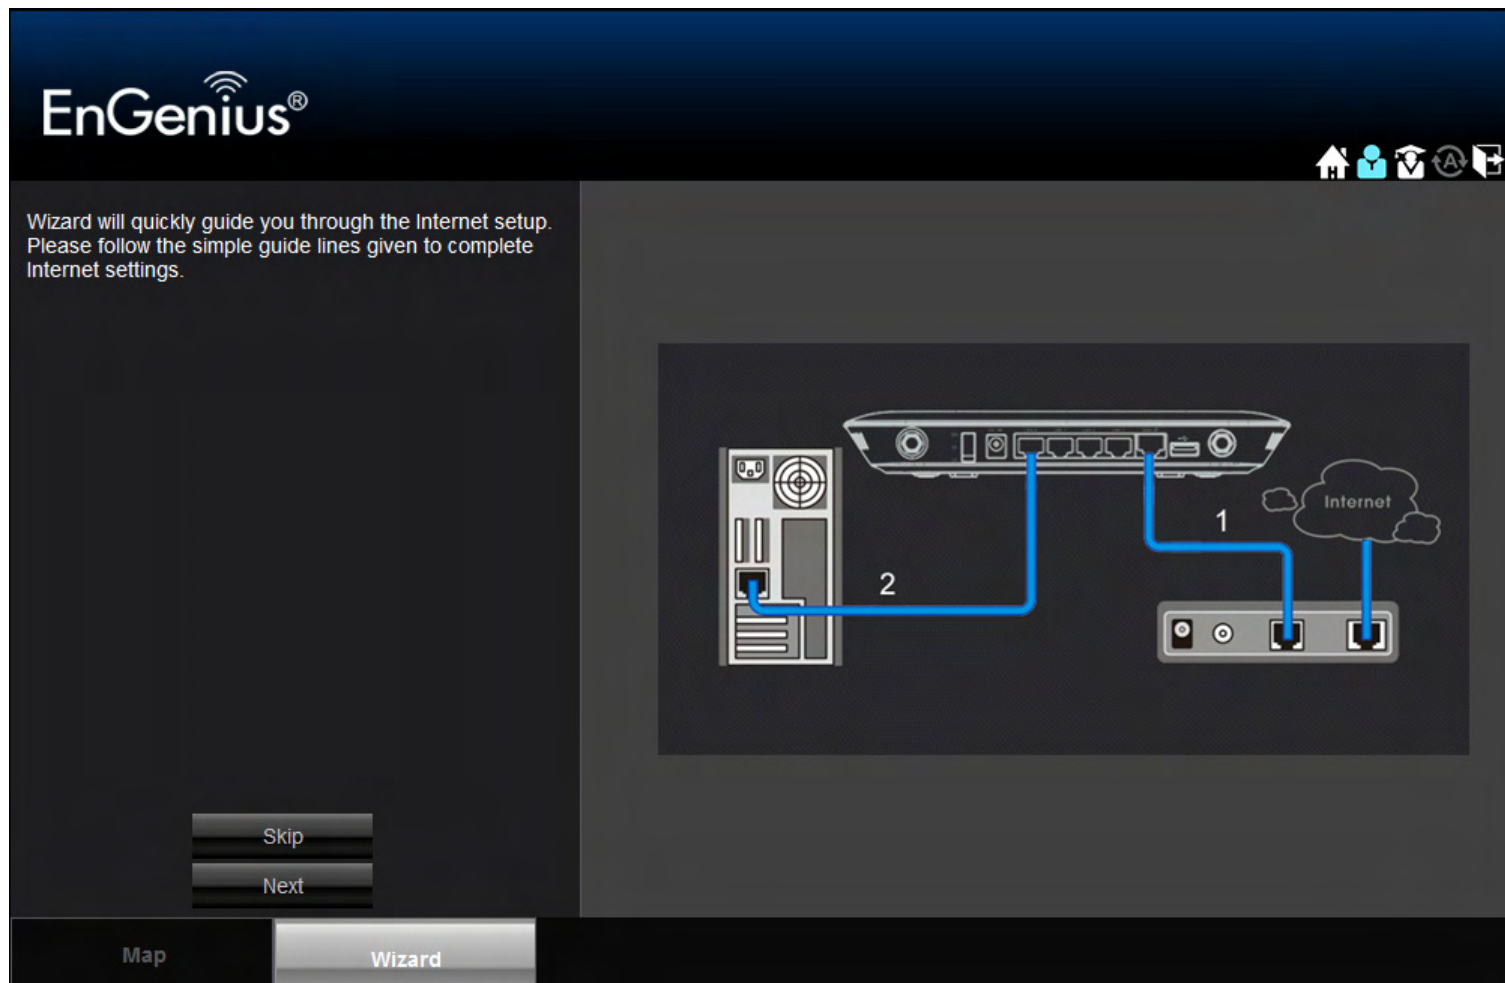 EnGenius®
A
Wizard will quickly guide you through the Internet setup.
Please follow the simple guide lines given to complete
Internet settings.
Internet
1
2
Skip
Next
Map
Wizard